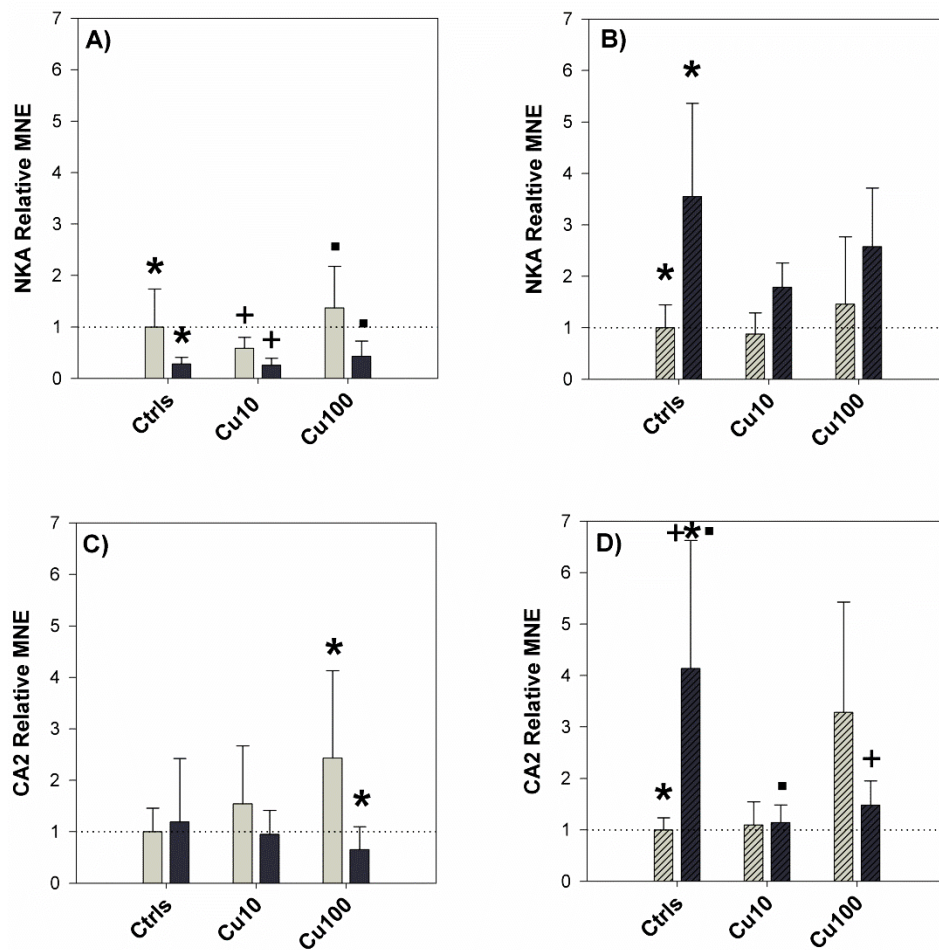 A)
NKA Relative MNE
7
6
5
4
3
2
1
0
*
*
+
+
▪
▪
Ctrls
Cu10
Cu100
B)
NKA Realtive MNE
7
6
5
4
3
2
1
0
*
*
Ctrls
Cu10
Cu100
C)
CA2 Relative MNE
7
6
5
4
3
2
1
0
*
*
Ctrls
Cu10
Cu100
D)
CA2 Relative MNE
7
6
5
4
3
2
1
0
+*▪
*
▪
+
Ctrls
Cu10
Cu100